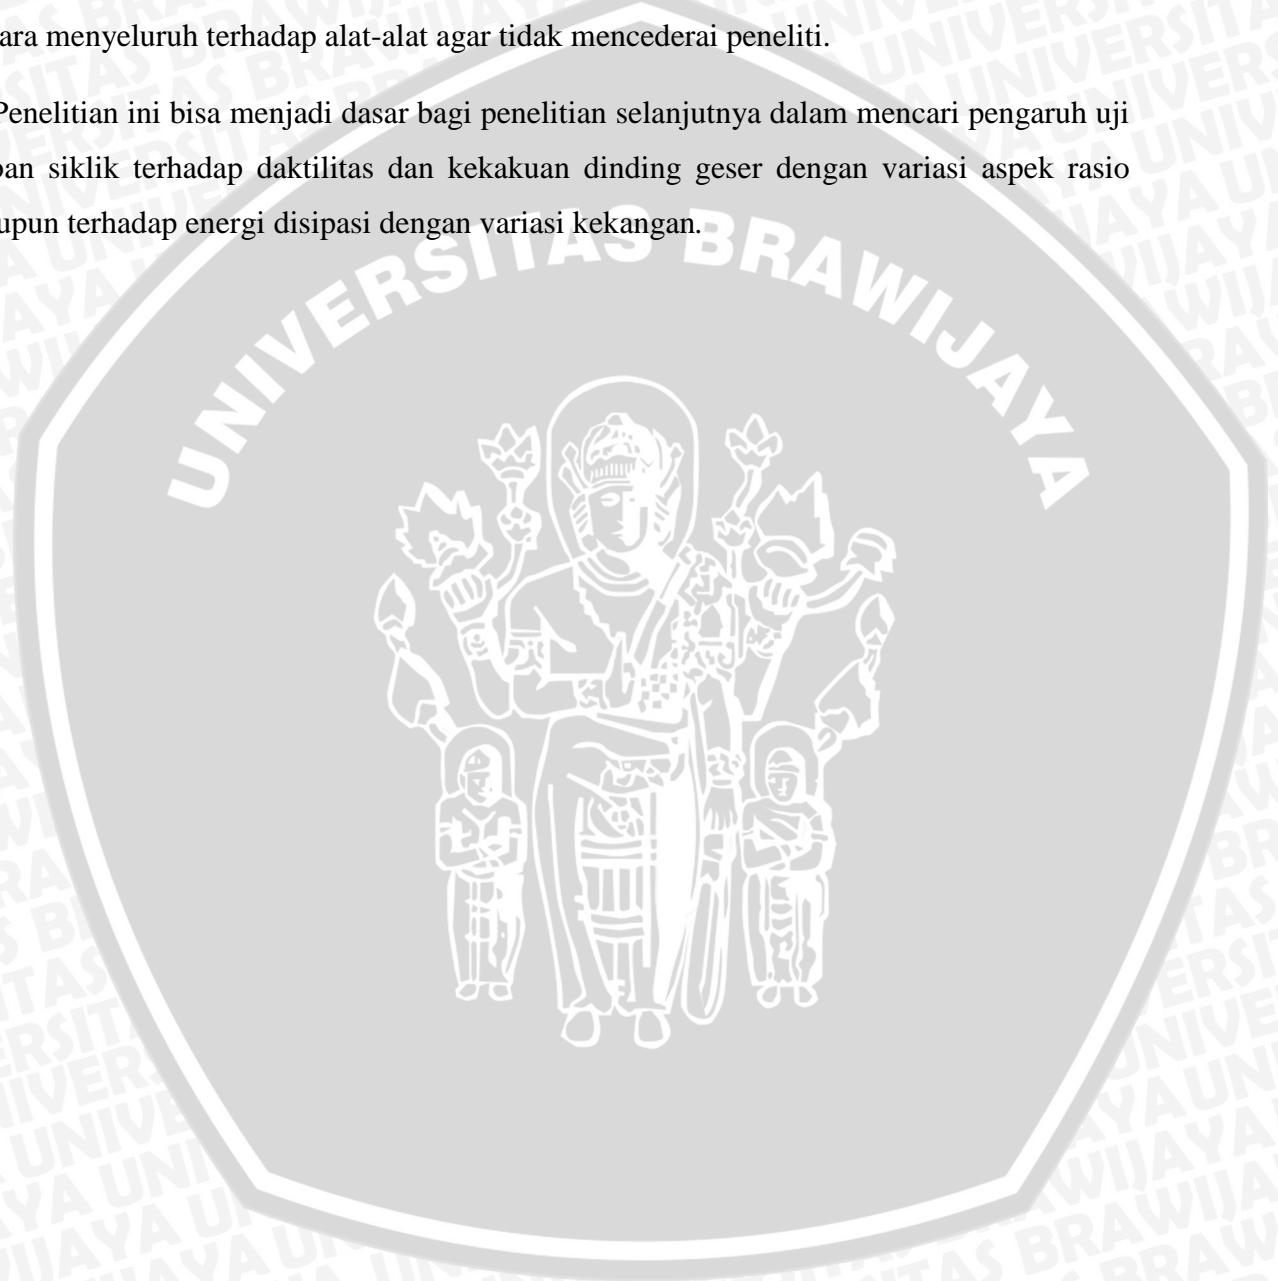 ara menyeluruh terhadap alat-alat agar tidak mencederai peneliti.
Penelitian ini bisa menjadi dasar bagi penelitian selanjutnya dalam mencari pengaruh uji
ban siklik terhadap daktilitas dan kekakuan dinding geser dengan variasi aspek rasio
upun terhadap energi disipasi dengan variasi kekangan.
UNIVERSITAS BRAWIJAYA